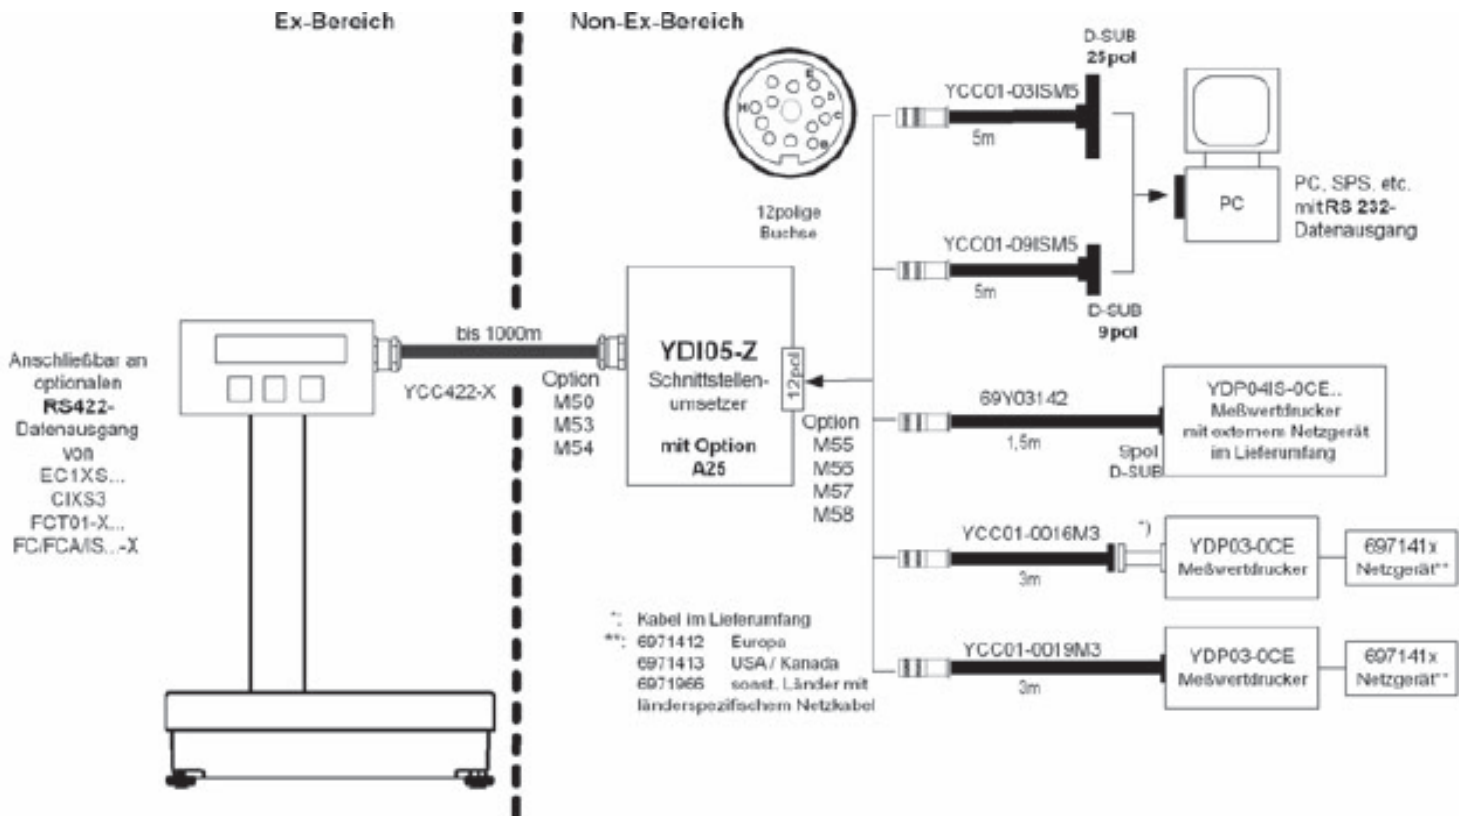 Ex-Bereich
Non-Ex-Bereich
D-SUB
25pol
E
D
C
B
H
12polige
Buchse
YCC01-03ISM5
5m
PC
PC, SPS, etc.
mit RS 232-
Datenausgang
YCC01-09ISM5
5m
D-SUB
9pol
Anschließbar an
optionalen
RS422-
Datenausgang
von
EC1XS...
CIXS3
FCT01-X...
FC/FCA/IS...-X
bis 1000m
YCC422-X
Option
M50
M53
M54
YDI05-Z
Schnittstellen-
umsetzer
mit Option
A25
12pol
Option
M55
M56
M57
M58
69Y03142
1,5m
9pol
D-SUB
YDP04IS-0CE..
Meßwertdrucker
mit externem Netzgerät
im Lieferumfang
YCC01-0016M3
3m
*)
YDP03-0CE
Meßwertdrucker
697141x
Netzgerät**
YCC01-0019M3
3m
YDP03-0CE
Meßwertdrucker
697141x
Netzgerät**
*: Kabel im Lieferumfang
**: 6971412 Europa
6971413 USA / Kanada
6971966 sonst. Länder mit
länderspezifischem Netzkabel